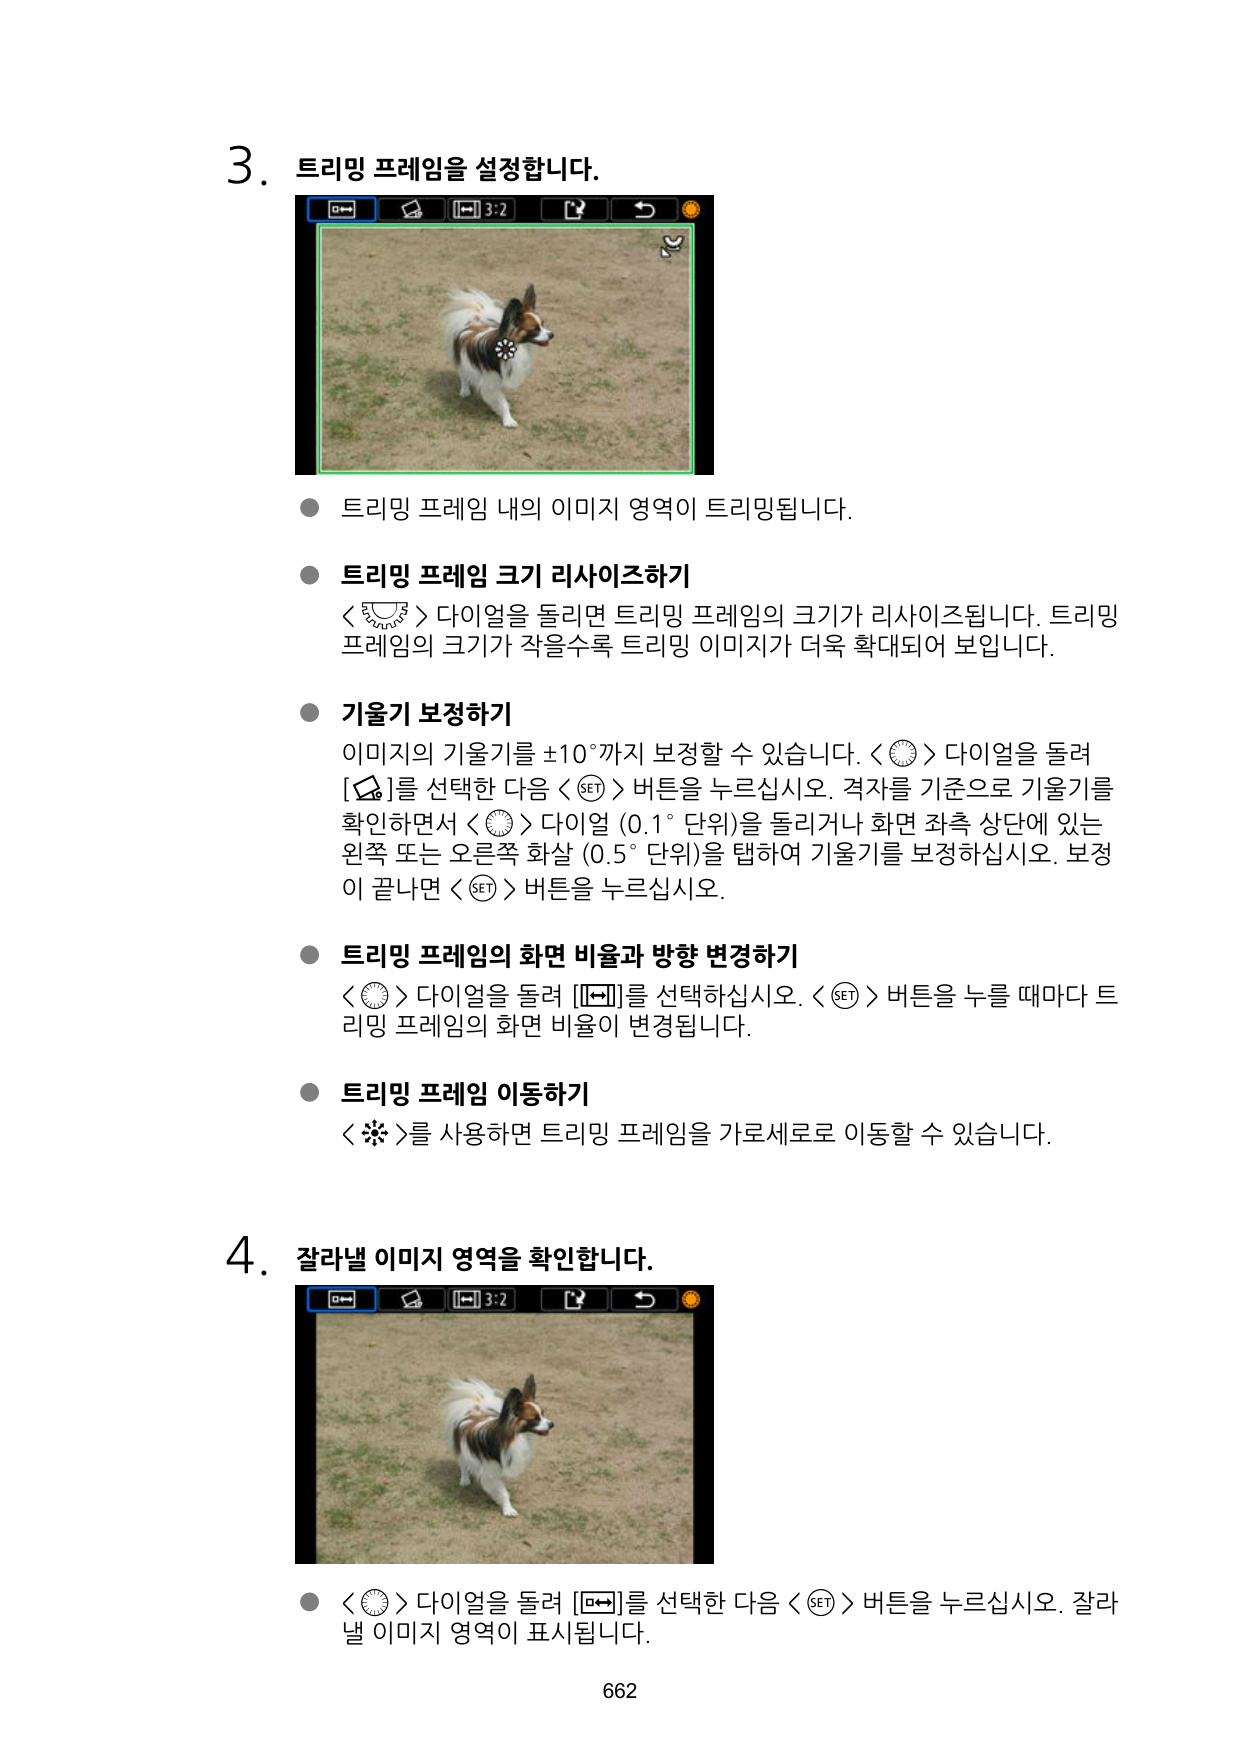 3. 트리밍 프레임을 설정합니다.
3:2
● 트리밍 프레임 내의 이미지 영역이 트리밍됩니다.
● 트리밍 프레임 크기 리사이즈하기
< > 다이얼을 돌리면 트리밍 프레임의 크기가 리사이즈됩니다. 트리밍
프레임의 크기가 작을수록 트리밍 이미지가 더욱 확대되어 보입니다.
● 기울기 보정하기
이미지의 기울기를 ±10°까지 보정할 수 있습니다. < > 다이얼을 돌려
[ ]를 선택한 다음 < SET > 버튼을 누르십시오. 격자를 기준으로 기울기를
확인하면서 < > 다이얼 (0.1° 단위)을 돌리거나 화면 좌측 상단에 있는
왼쪽 또는 오른쪽 화살 (0.5° 단위)을 탭하여 기울기를 보정하십시오. 보정
이 끝나면 < SET > 버튼을 누르십시오.
● 트리밍 프레임의 화면 비율과 방향 변경하기
< > 다이얼을 돌려 [ ]를 선택하십시오. < SET > 버튼을 누를 때마다 트
리밍 프레임의 화면 비율이 변경됩니다.
● 트리밍 프레임 이동하기
< >를 사용하면 트리밍 프레임을 가로세로로 이동할 수 있습니다.
4. 잘라낼 이미지 영역을 확인합니다.
3:2
● < > 다이얼을 돌려 [ ]를 선택한 다음 < SET > 버튼을 누르십시오. 잘라
낼 이미지 영역이 표시됩니다.
662